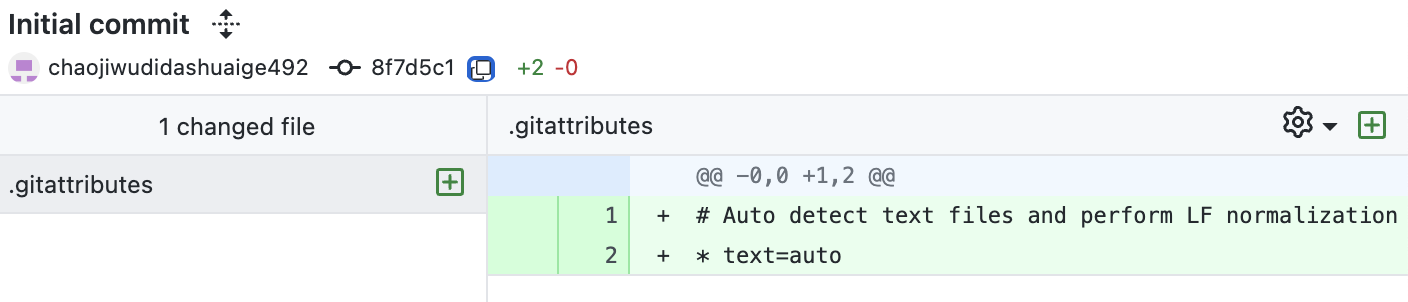 Initial commit
chaojiwudidashuaige492 8f7d5c1 +2 -0
1 changed file
.gitattributes
.gitattributes
@@ -0,0 +1,2 @@
1 + # Auto detect text files and perform LF normalization
2 + * text=auto